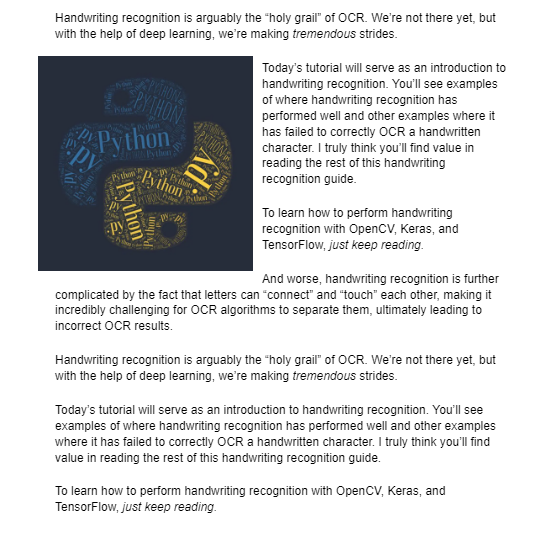 Handwriting recognition is arguably the “holy grail” of OCR. We’re not there yet, but
with the help of deep learning, we’re making tremendous strides.
Today’s tutorial will serve as an introduction to
handwriting recognition. You’ll see examples
of where handwriting recognition has
performed well and other examples where it
has failed to correctly OCR a handwritten
character. I truly think you’ll find value in
reading the rest of this handwriting
recognition guide.
To learn how to perform handwriting
recognition with OpenCV, Keras, and
TensorFlow, just keep reading.
PYTHON
PYTHON
Python
Python
.py
.py
Python
Python
Python
Python
.py
And worse, handwriting recognition is further
complicated by the fact that letters can “connect” and “touch” each other, making it
incredibly challenging for OCR algorithms to separate them, ultimately leading to
incorrect OCR results.
Handwriting recognition is arguably the “holy grail” of OCR. We’re not there yet, but
with the help of deep learning, we’re making tremendous strides.
Today’s tutorial will serve as an introduction to handwriting recognition. You’ll see
examples of where handwriting recognition has performed well and other examples
where it has failed to correctly OCR a handwritten character. I truly think you’ll find
value in reading the rest of this handwriting recognition guide.
To learn how to perform handwriting recognition with OpenCV, Keras, and
TensorFlow, just keep reading.